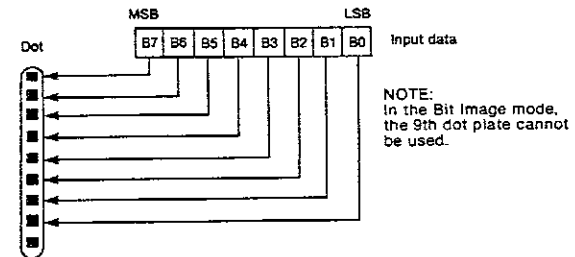 MSB LSB
Dot B7 B6 B5 B4 B3 B2 B1 B0 Input data
NOTE:
In the Bit Image mode,
the 9th dot plate cannot
be used.